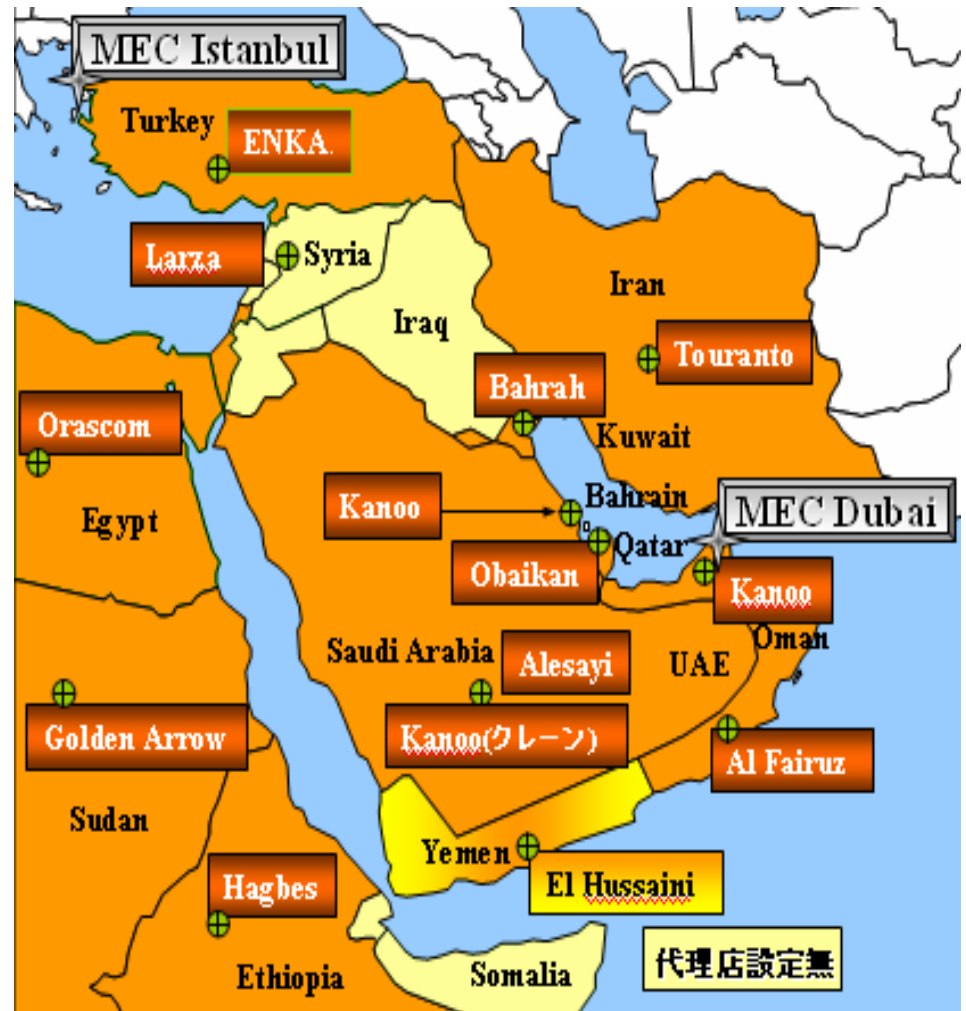 MEC Istanbul
Turkey
ENKA.
Larza
Syria
Iran
Iraq
Touranto
Bahrah
Orascom
Kuwait
Kanoo
Bahrain
MEC Dubai
Egypt
Qatar
Obaikan
Kanoo
Oman
Saudi Arabia
Alesayi
UAE
Golden Arrow
Kanoo(クレーン)
Al Fairuz
Sudan
Yemen
Hagbes
El Hussaini
代理店設定無
Ethiopia
Somalia